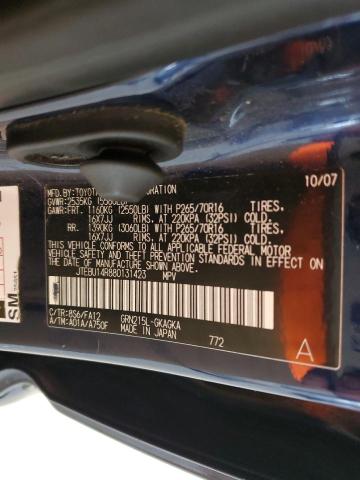 10/07
MFD. BY:TOYOTA ORATION
GVWR: 2535KG (5560LB)
GAWR: FRT. 1160KG (2550LB) WITH P265/70R16 TIRES,
16X7JJ RIMS, AT 220KPA (32PSI) COLD.
RR. 1390KG (3060LB) WITH P265/70R16 TIRES,
16X7JJ RIMS, AT 220KPA (32PSI) COLD.
THIS VEHICLE CONFORMS TO ALL APPLICABLE FEDERAL MOTOR
VEHICLE SAFETY STANDARDS IN EFFECT ON THE DATE OF
MANUFACTURE SHOWN ABOVE.
JTEBU14R880131423 MPV
C/TR:8S6/FA12 GRN215L-GKAGKA
A/TM:A01A/A750F MADE IN JAPAN
772
A
SM